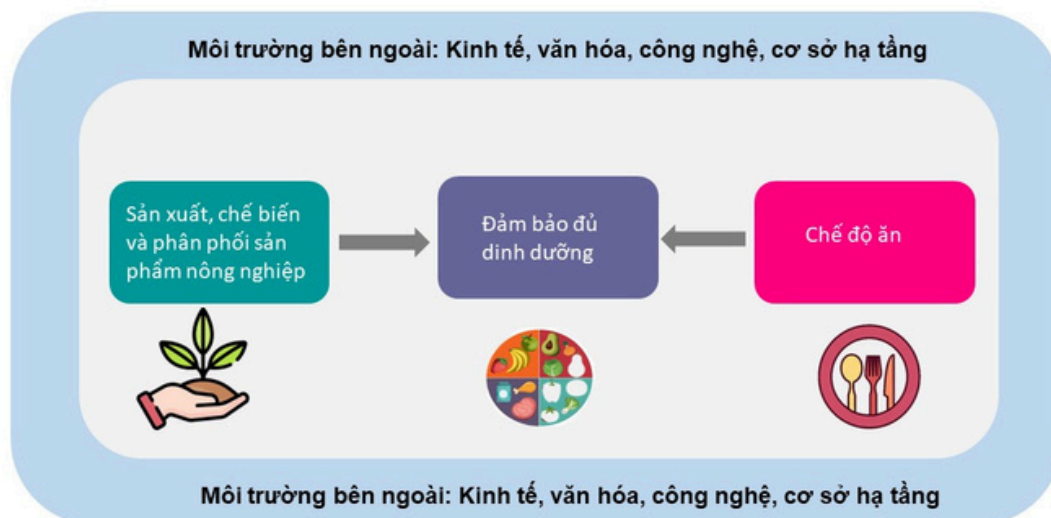 Môi trường bên ngoài: Kinh tế, văn hóa, công nghệ, cơ sở hạ tầng
Sản xuất, chế biến
và phân phối sản
phẩm nông nghiệp
Đảm bảo đủ
dinh dưỡng
Chế độ ăn
Môi trường bên ngoài: Kinh tế, văn hóa, công nghệ, cơ sở hạ tầng